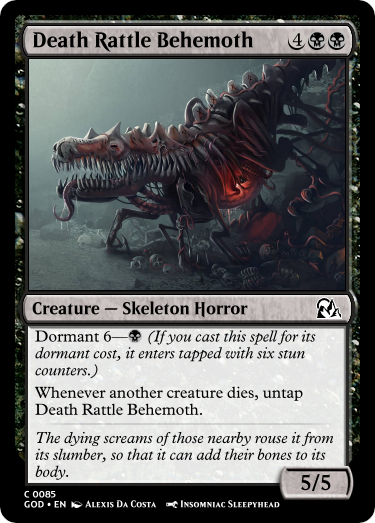 Death Rattle Behemoth 4
Creature — Skeleton Horror
Dormant 6— (If you cast this spell for its
dormant cost, it enters tapped with six stun
counters.)
Whenever another creature dies, untap
Death Rattle Behemoth.
The dying screams of those nearby rouse it from
its slumber, so that it can add their bones to its
body.
5/5
C 0085
GOD • EN Alexis Da Costa Insomniac Sleepyhead